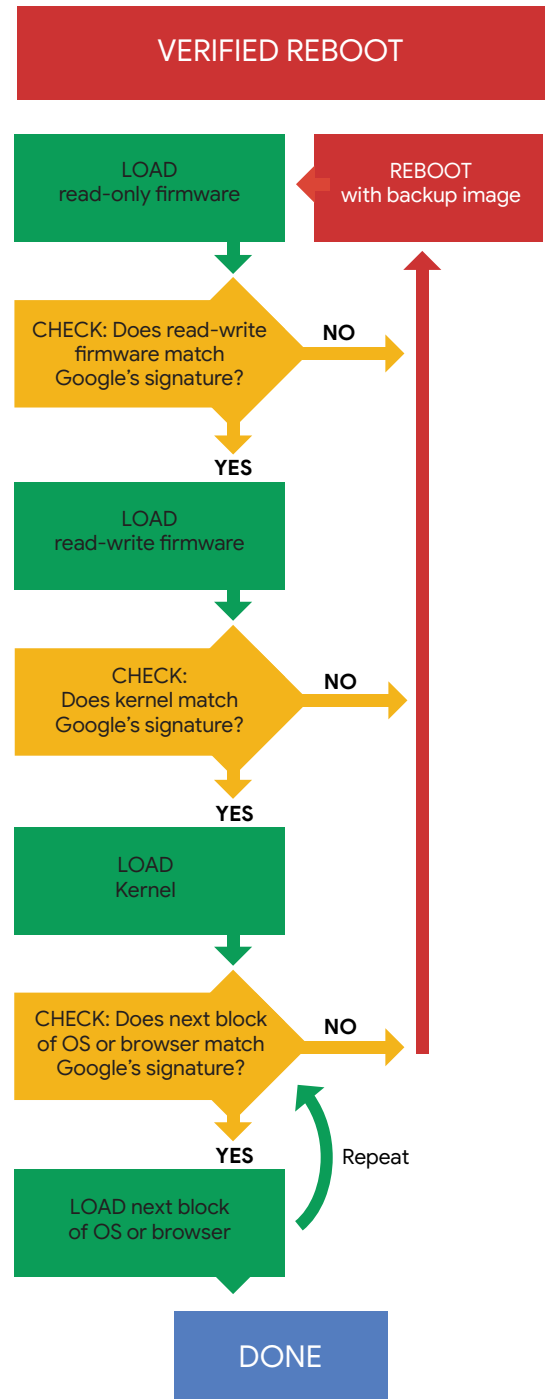 VERIFIED REBOOT
LOAD
read-only firmware
REBOOT
with backup image
CHECK: Does read-write
firmware match
Google's signature?
NO
YES
LOAD
read-write firmware
CHECK:
Does kernel match
Google's signature?
NO
YES
LOAD
Kernel
CHECK: Does next block
of OS or browser match
Google's signature?
NO
YES
Repeat
LOAD next block
of OS or browser
DONE